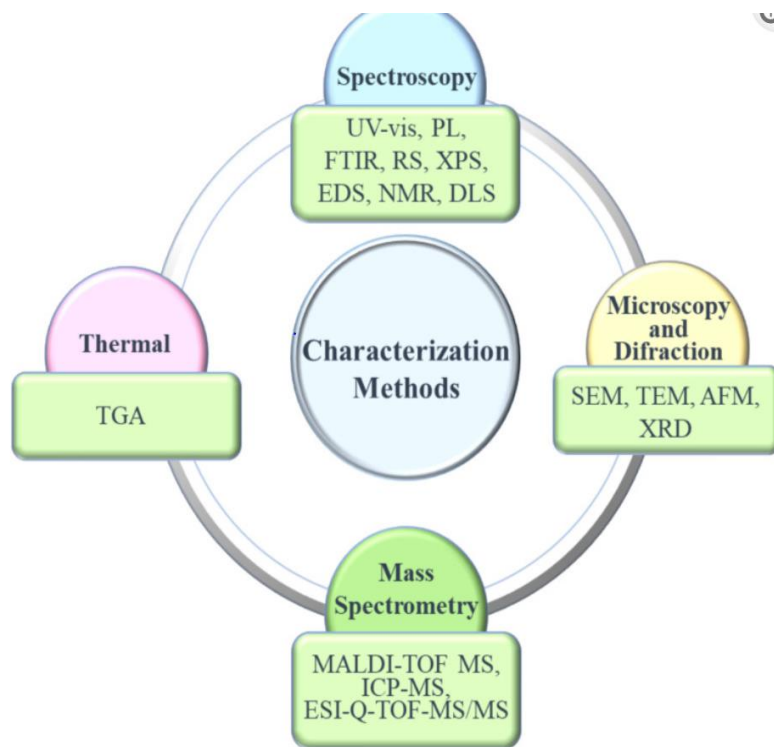 Spectroscopy
UV-vis, PL,
FTIR, RS, XPS,
EDS, NMR, DLS
Thermal
TGA
Characterization
Methods
Microscopy
and
Difraction
SEM, TEM, AFM,
XRD
Mass
Spectrometry
MALDI-TOF MS,
ICP-MS,
ESI-Q-TOF-MS/MS